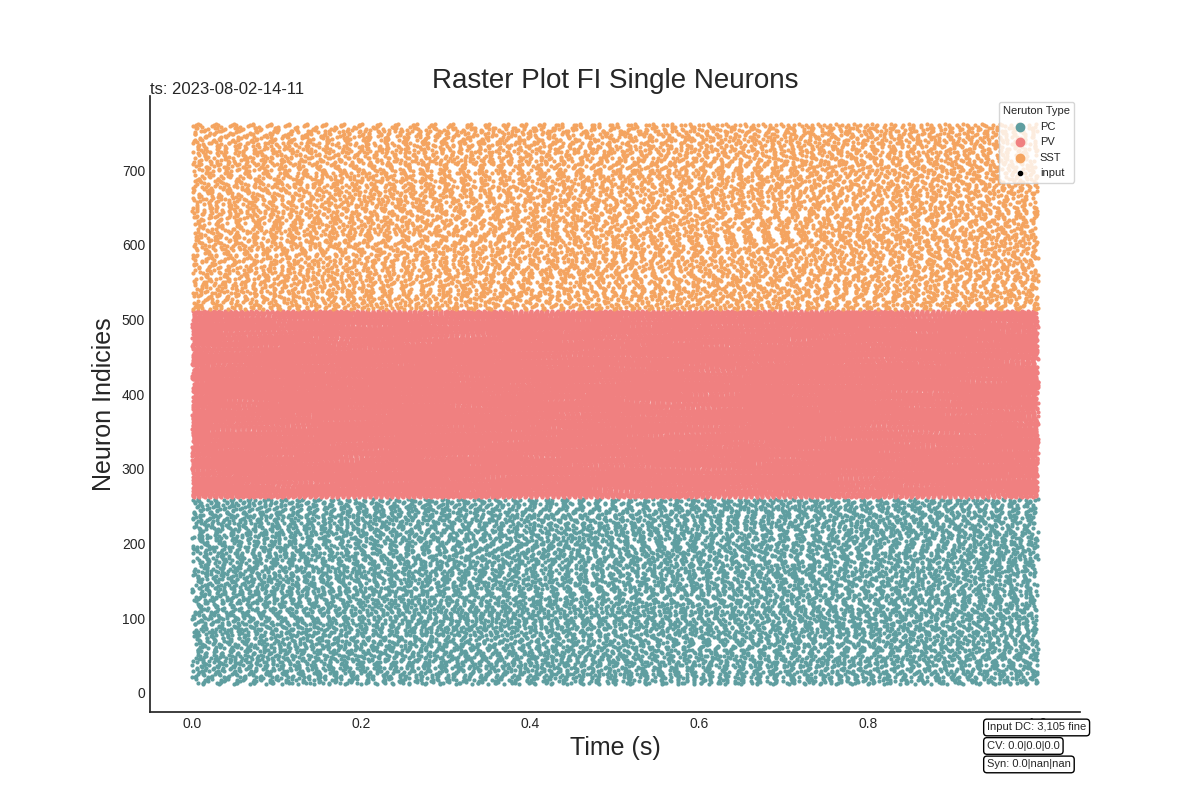 Raster Plot FI Single Neurons
ts: 2023-08-02-14-11
Neruton Type
PC
PV
SST
input
Neuron Indicies
700
600
500
400
300
200
100
0
0.0 0.2 0.4 0.6 0.8
Time (s)
Input DC: 3,105 fine
CV: 0.0|0.0|0.0
Syn: 0.0|nan|nan